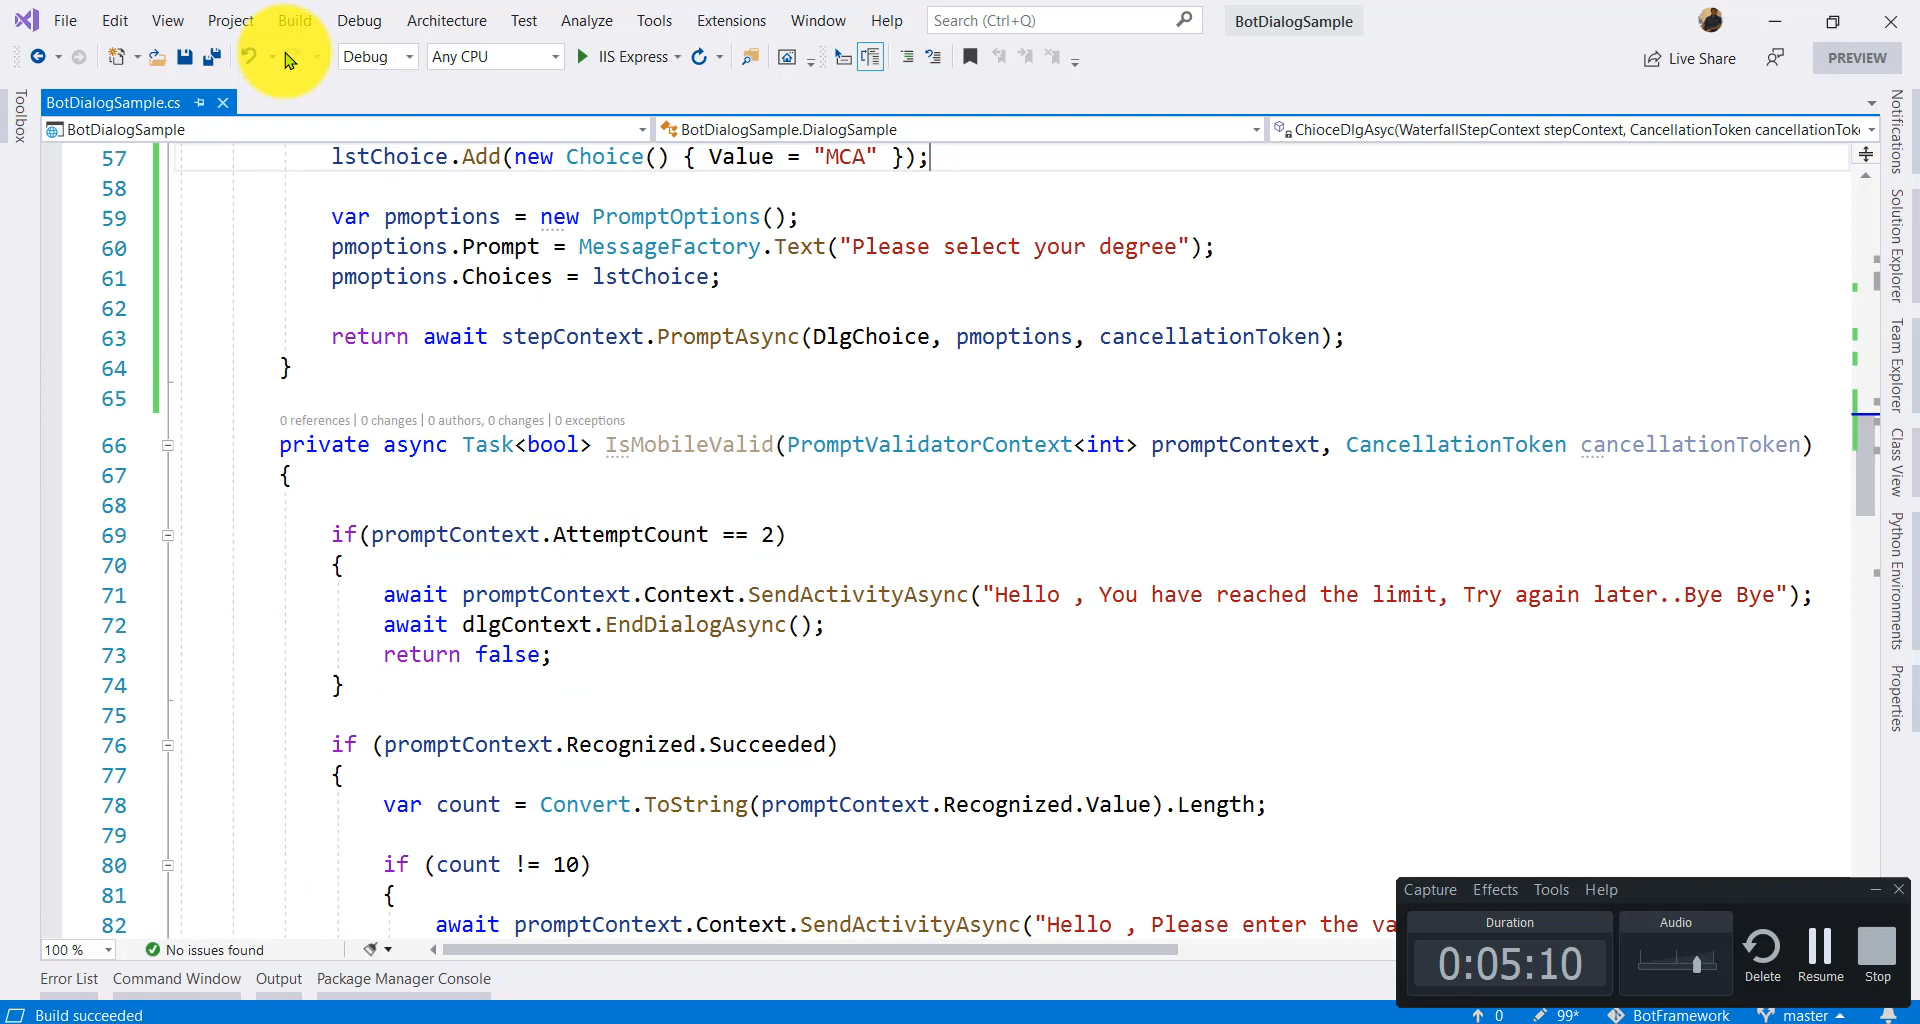 File Edit View Project Build Debug Architecture Test Analyze Tools Extensions Window Help Search (Ctrl+Q) BotDialogSample
Debug Any CPU IIS Express Live Share PREVIEW
BotDialogSample.cs
BotDialogSample BotDialogSample.DialogSample ChioceDlgAsyc(WaterfallStepContext stepContext, CancellationToken cancellationToke
57 lstChoice.Add(new Choice() { Value = "MCA" });
58
59 var pmoptions = new PromptOptions();
60 pmoptions.Prompt = MessageFactory.Text("Please select your degree");
61 pmoptions.Choices = lstChoice;
62
63 return await stepContext.PromptAsync(DlgChoice, pmoptions, cancellationToken);
64 }
65
0 references | 0 changes | 0 authors, 0 changes | 0 exceptions
66 private async Task<bool> IsMobileValid(PromptValidatorContext<int> promptContext, CancellationToken cancellationToken)
67 {
68
69 if(promptContext.AttemptCount == 2)
70 {
71 await promptContext.Context.SendActivityAsync("Hello , You have reached the limit, Try again later..Bye Bye");
72 await dlgContext.EndDialogAsync();
73 return false;
74 }
75
76 if (promptContext.Recognized.Succeeded)
77 {
78 var count = Convert.ToString(promptContext.Recognized.Value).Length;
79
80 if (count != 10)
81 {
82 await promptContext.Context.SendActivityAsync("Hello , Please enter the va
100 % No issues found
Error List Command Window Output Package Manager Console
Build succeeded 0 99* BotFramework master
Toolbox
Notifications
Solution Explorer
Team Explorer
Class View
Python Environments
Properties
Capture Effects Tools Help
Duration Audio
0:05:10
Delete Resume Stop